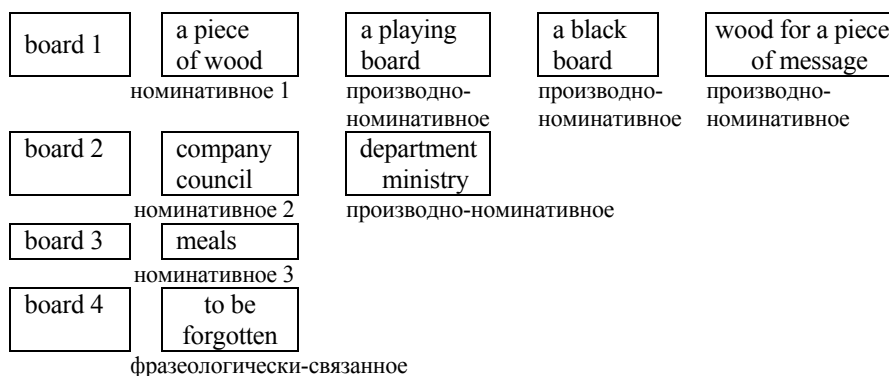 board 1
a piece
of wood
a playing
board
a black
board
wood for a piece
of message
номинативное 1
производно-
номинативное
производно-
номинативное
производно-
номинативное
board 2
company
council
department
ministry
номинативное 2
производно-номинативное
board 3
meals
номинативное 3
board 4
to be
forgotten
фразеологически-связанное